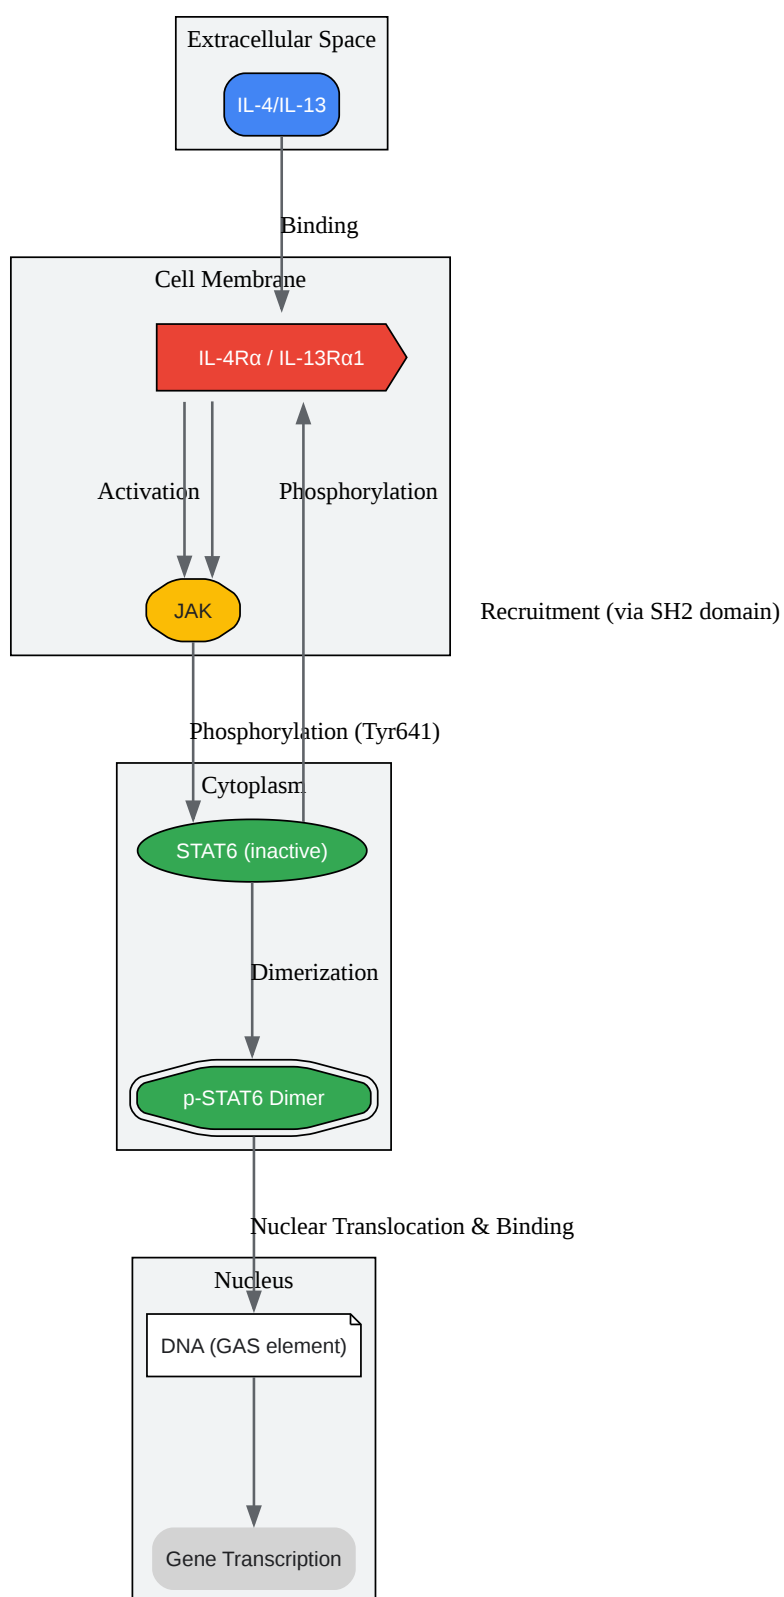 Extracellular Space
IL-4/IL-13
Binding
Cell Membrane
IL-4Rα / IL-13Rα1
Activation
Phosphorylation
JAK
Recruitment (via SH2 domain)
Phosphorylation (Tyr641)
Cytoplasm
STAT6 (inactive)
Dimerization
p-STAT6 Dimer
Nuclear Translocation & Binding
Nucleus
DNA (GAS element)
Gene Transcription